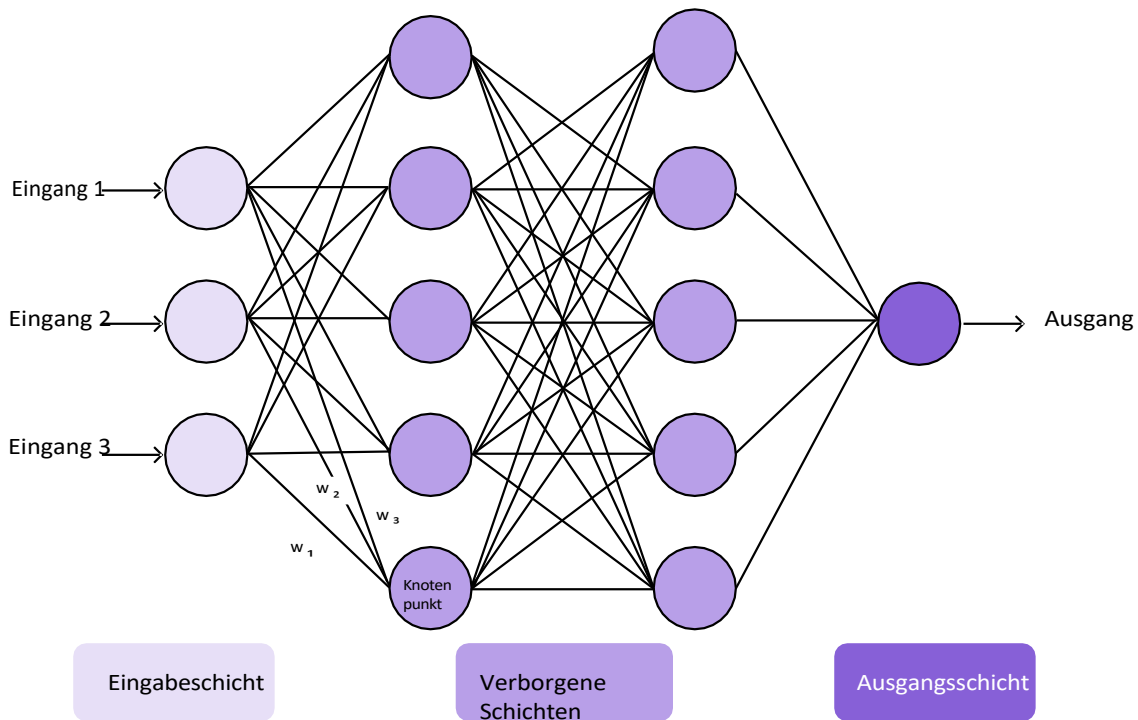 Eingang 1
Eingang 2
Ausgang
Eingang 3
w 2
w 3
w 1
Knoten
punkt
Eingabeschicht
Verborgene
Schichten
Ausgangsschicht